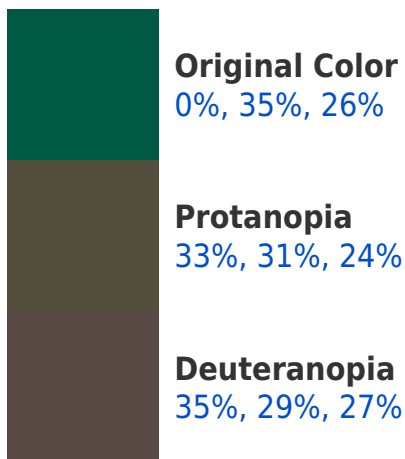 Original Color
0%, 35%, 26%
Protanopia
33%, 31%, 24%
Deuteranopia
35%, 29%, 27%